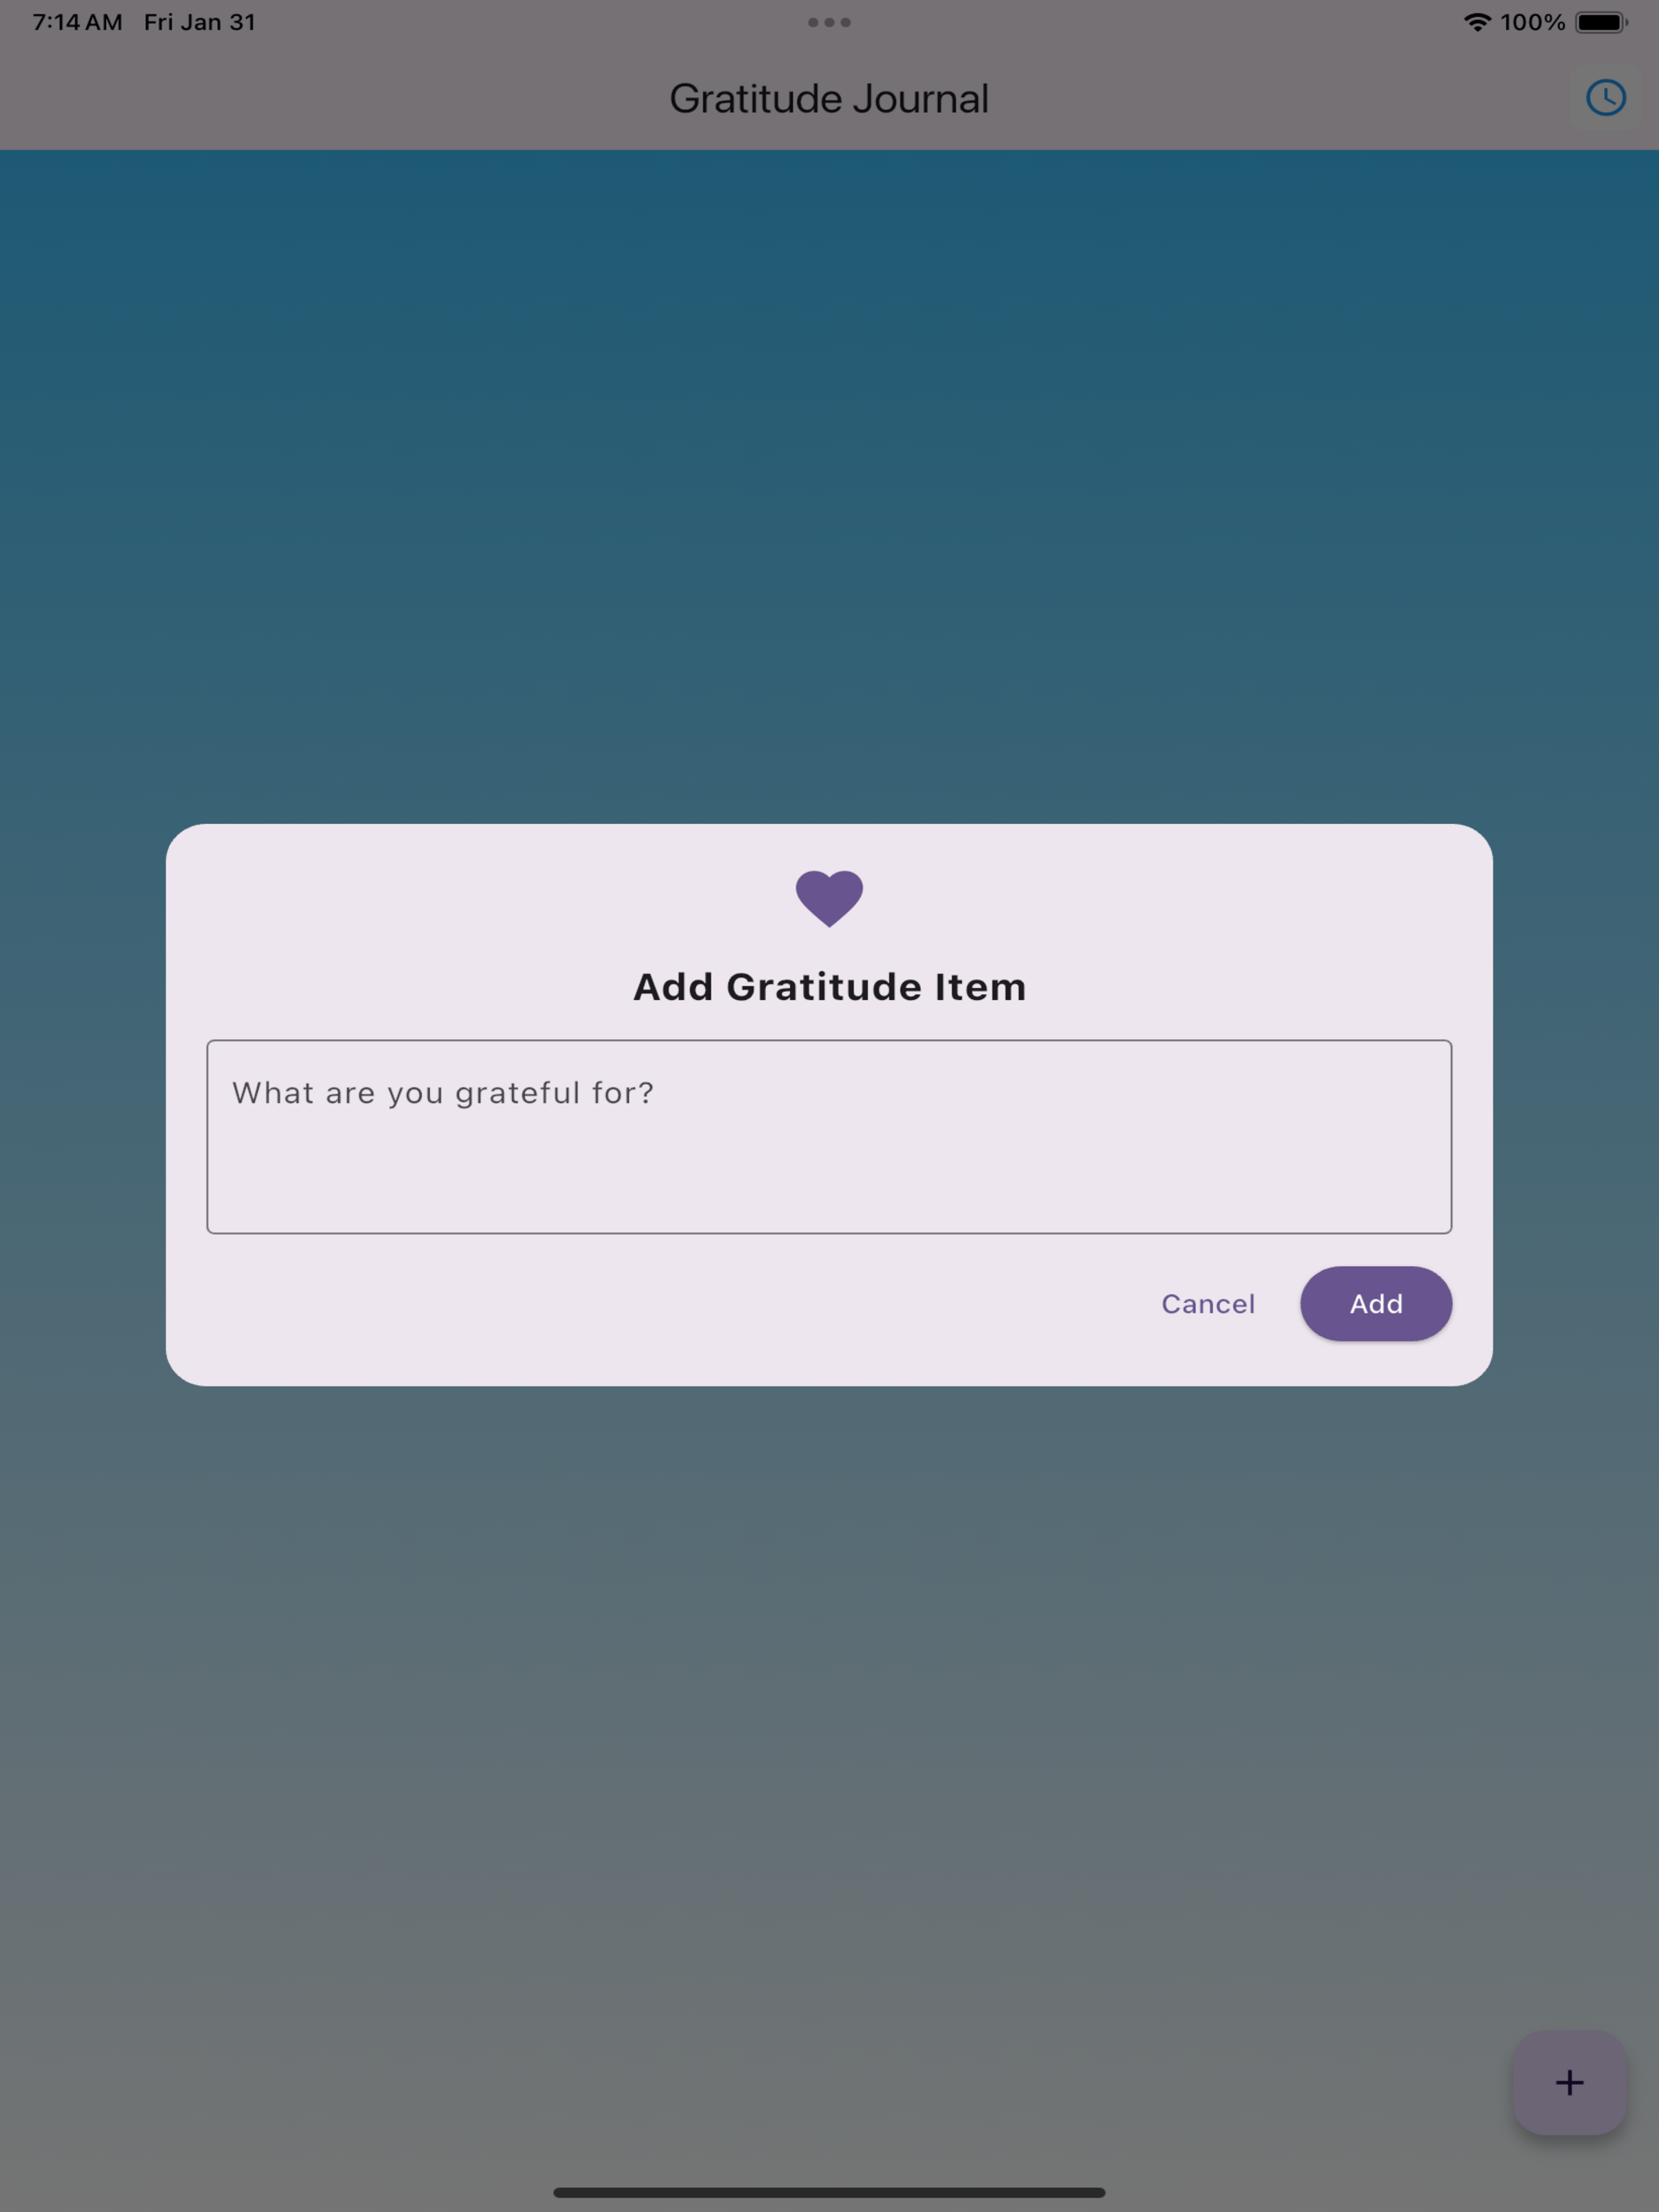 7:14 AM Fri Jan 31
100%
Gratitude Journal
Add Gratitude Item
What are you grateful for?
Cancel
Add
+